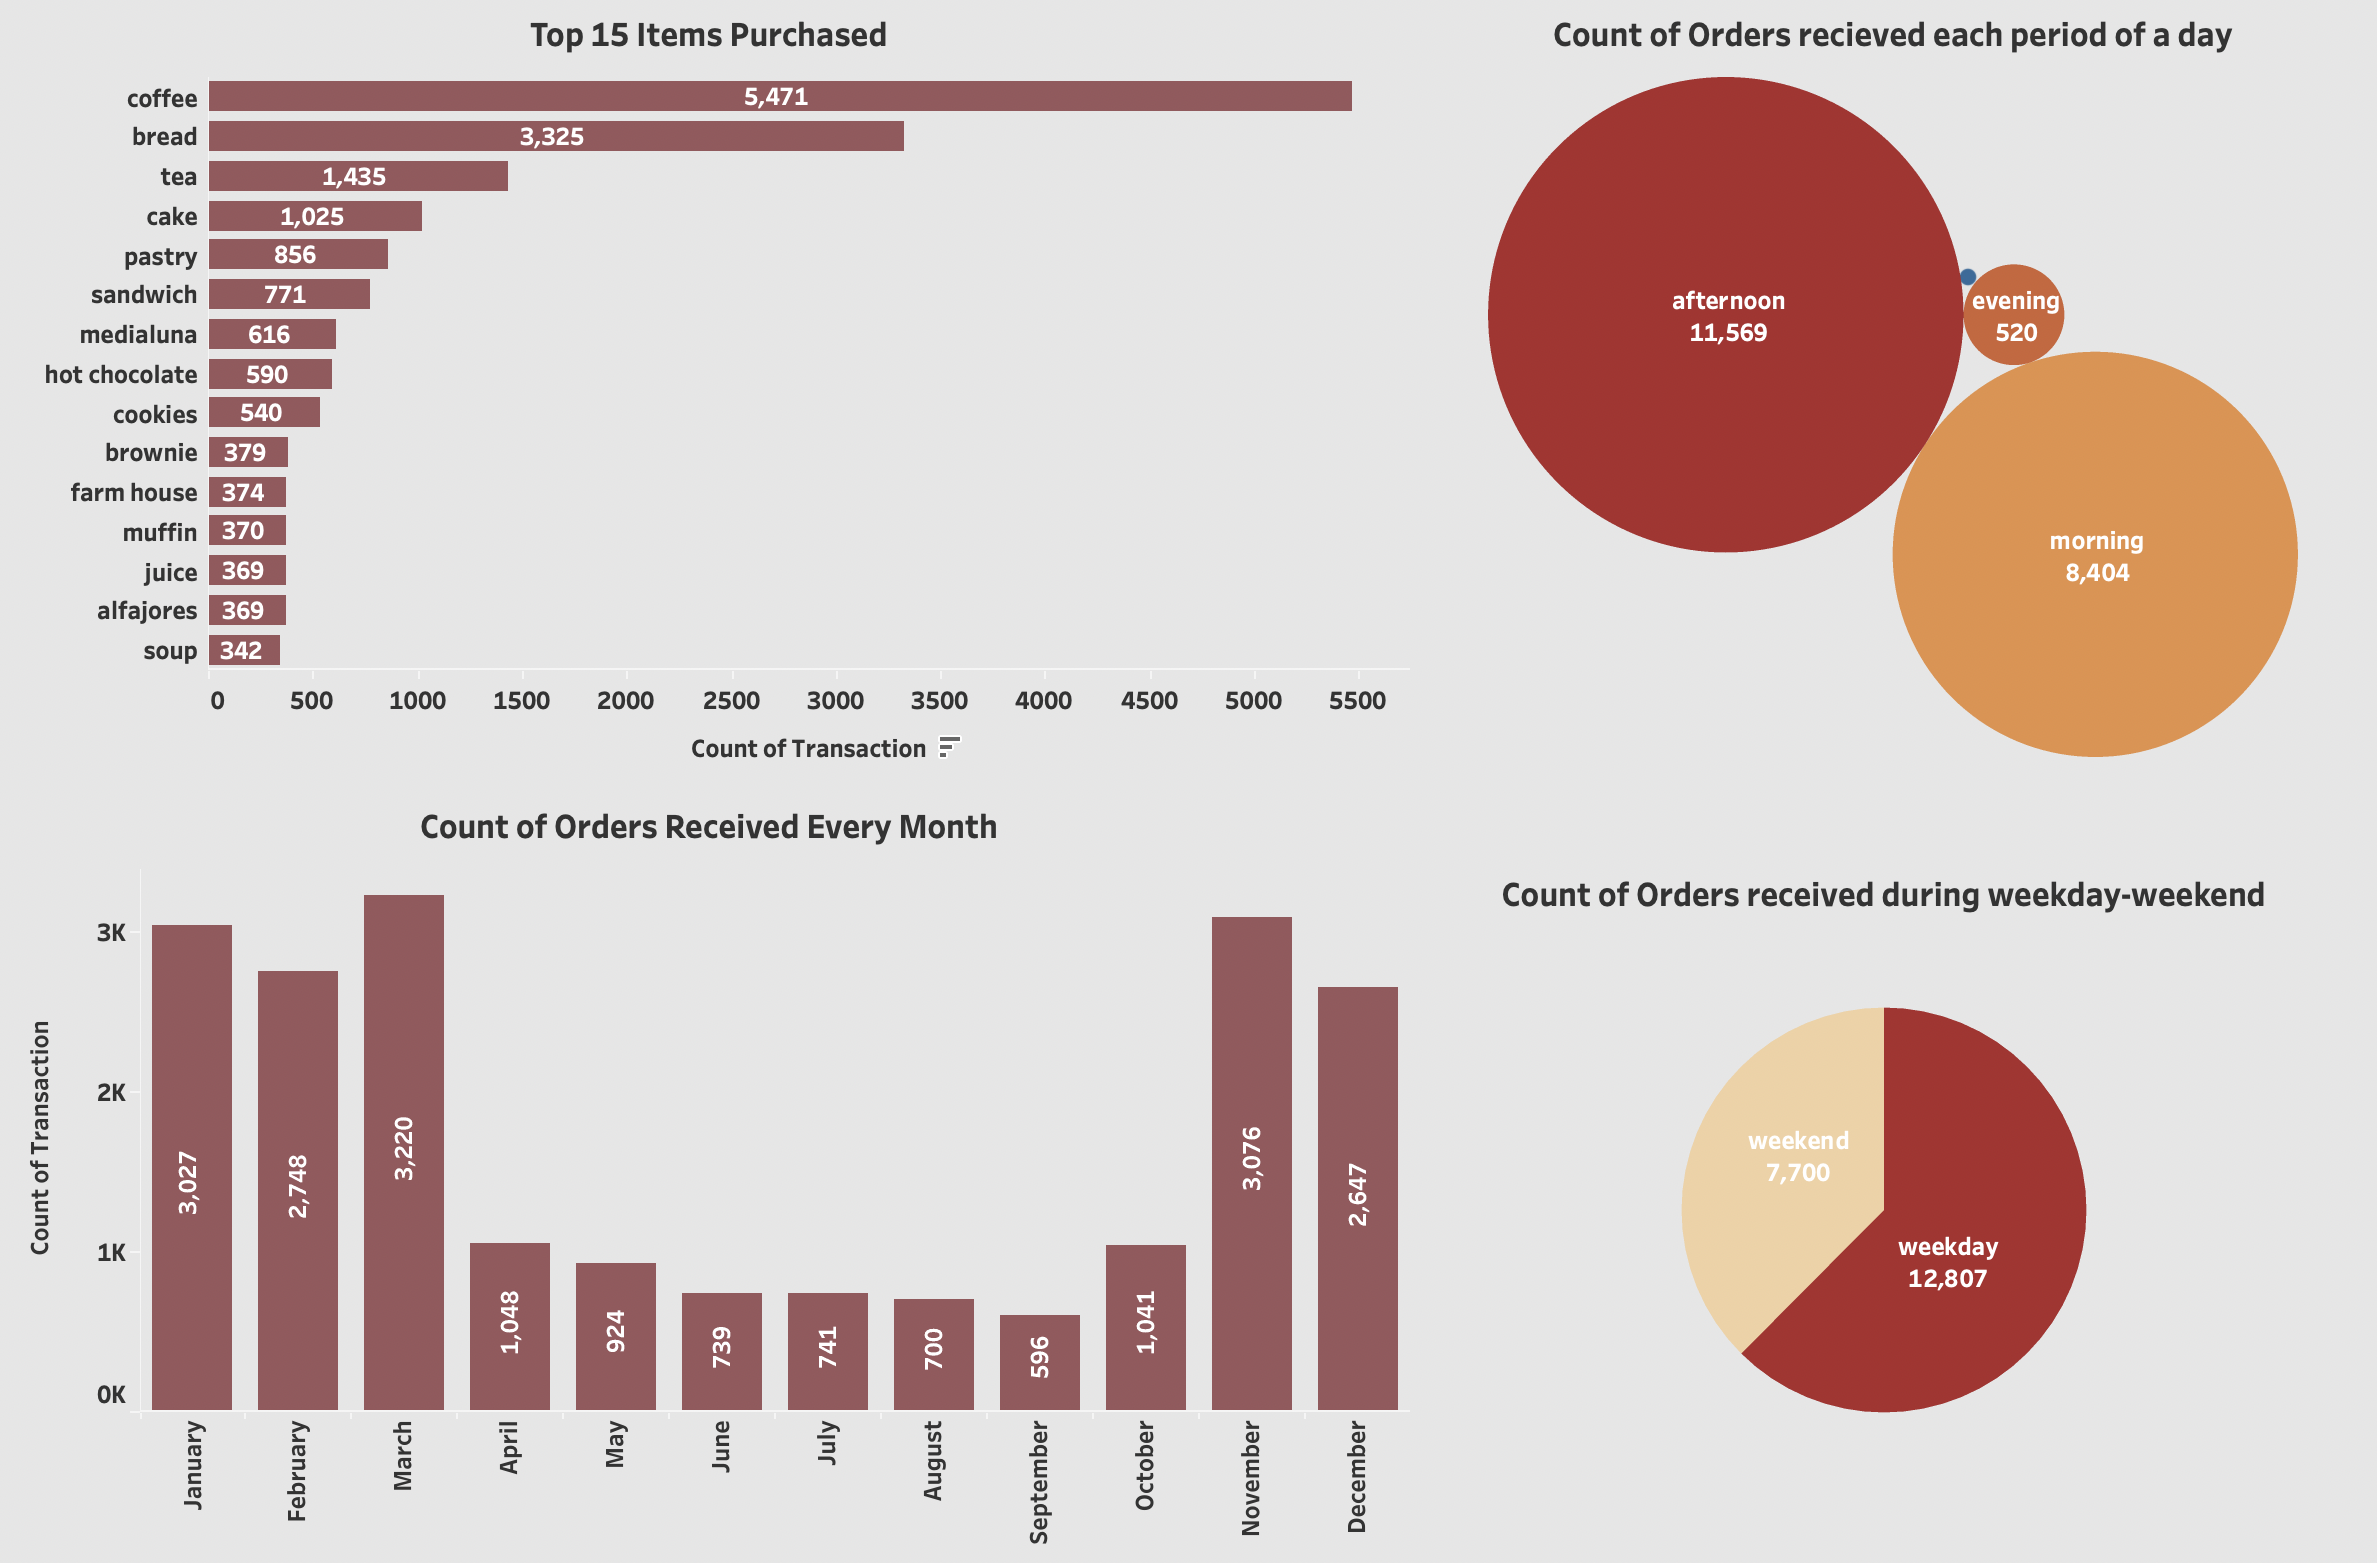 Top 15 Items Purchased
coffee 5,471
bread 3,325
tea 1,435
cake 1,025
pastry 856
sandwich 771
medialuna 616
hot chocolate 590
cookies 540
brownie 379
farm house 374
muffin 370
juice 369
alfajores 369
soup 342
0 500 1000 1500 2000 2500 3000 3500 4000 4500 5000 5500
Count of Transaction
Count of Orders recieved each period of a day
afternoon
11,569
evening
520
morning
8,404
Count of Orders Received Every Month
Count of Transaction
3K
2K
1K
0K
3,027
2,748
3,220
1,048
924
739
741
700
596
1,041
3,076
2,647
January
February
March
April
May
June
July
August
September
October
November
December
Count of Orders received during weekday-weekend
weekend
7,700
weekday
12,807